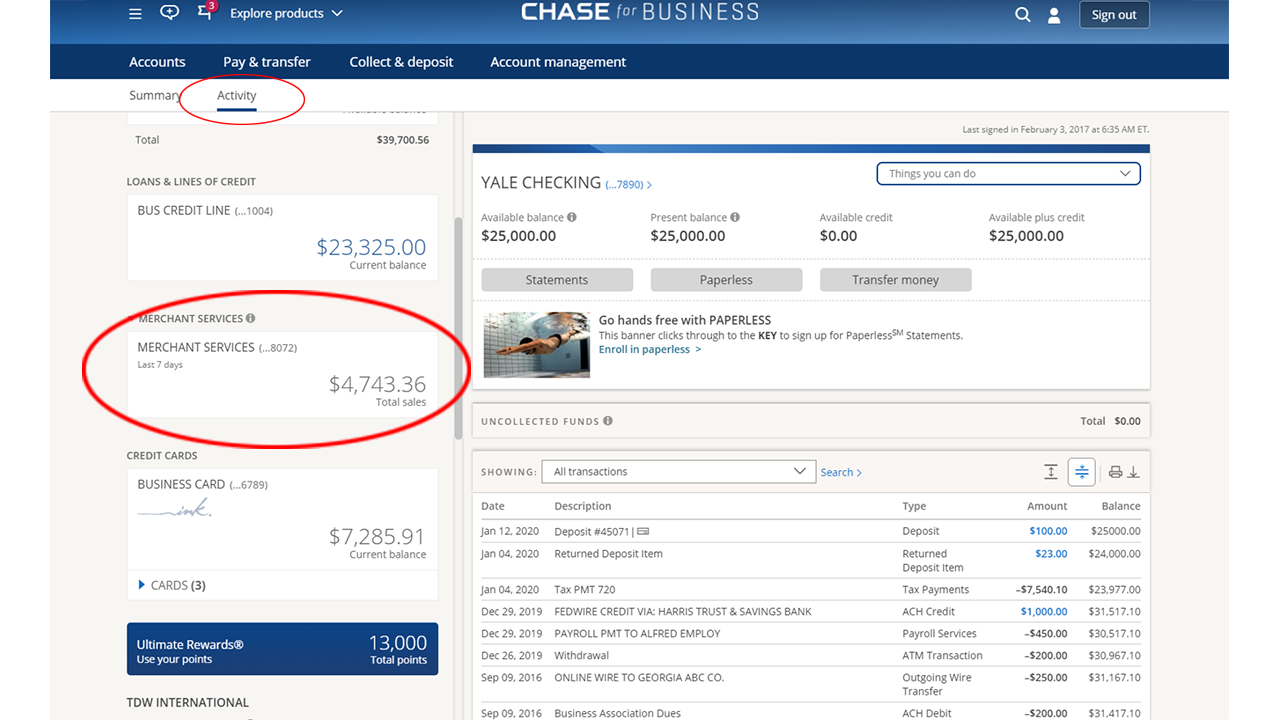 3
Explore products
CHASE for BUSINESS
Sign out
Accounts Pay & transfer Collect & deposit Account management
Summary Activity
Total $39,700.56
LOANS & LINES OF CREDIT
BUS CREDIT LINE (...1004)
$23,325.00
Current balance
MERCHANT SERVICES
MERCHANT SERVICES (...8072)
Last 7 days
$4,743.36
Total sales
CREDIT CARDS
BUSINESS CARD (...6789)
ink.
$7,285.91
Current balance
CARDS (3)
Ultimate Rewards® 13,000
Use your points Total points
TDW INTERNATIONAL
Last signed in February 3, 2017 at 6:35 AM ET.
YALE CHECKING (...7890) >
Things you can do
Available balance Present balance Available credit Available plus credit
$25,000.00 $25,000.00 $0.00 $25,000.00
Statements Paperless Transfer money
Go hands free with PAPERLESS
This banner clicks through to the KEY to sign up for Paperless℠ Statements.
Enroll in paperless >
UNCOLLECTED FUNDS Total $0.00
SHOWING: All transactions Search >
Date Description Type Amount Balance
Jan 12, 2020 Deposit #45071| Deposit $100.00 $25000.00
Jan 04, 2020 Returned Deposit Item Returned $23.00 $24,000.00
Deposit Item
Jan 04, 2020 Tax PMT 720 Tax Payments –$7,540.10 $23,977.00
Dec 29, 2019 FEDWIRE CREDIT VIA: HARRIS TRUST & SAVINGS BANK ACH Credit $1,000.00 $31,517.10
Dec 29, 2019 PAYROLL PMT TO ALFRED EMPLOY Payroll Services –$450.00 $30,517.10
Dec 26, 2019 Withdrawal ATM Transaction –$200.00 $30,967.10
Sep 09, 2016 ONLINE WIRE TO GEORGIA ABC CO. Outgoing Wire –$250.00 $31,167.10
Transfer
Sep 09, 2016 Business Association Dues ACH Debit –$200.00 $31,417.10